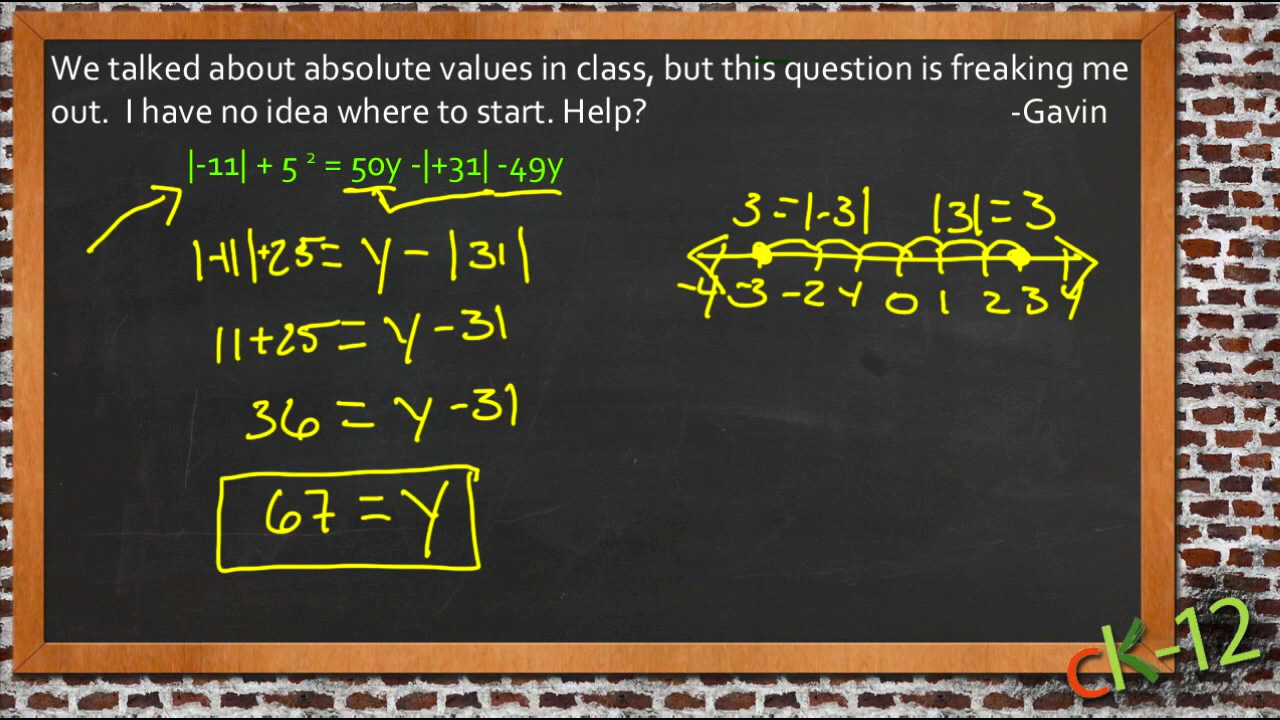 We talked about absolute values in class, but this question is freaking me
out. I have no idea where to start. Help? -Gavin
|-11| + 5 ² = 50y -|+31| -49y
|-11|+25= y - |31|
11+25= y -31
36 = y -31
67 = y
3 = |-3| |3| = 3
-4 -3 -2 -1 0 1 2 3 4
CK-12